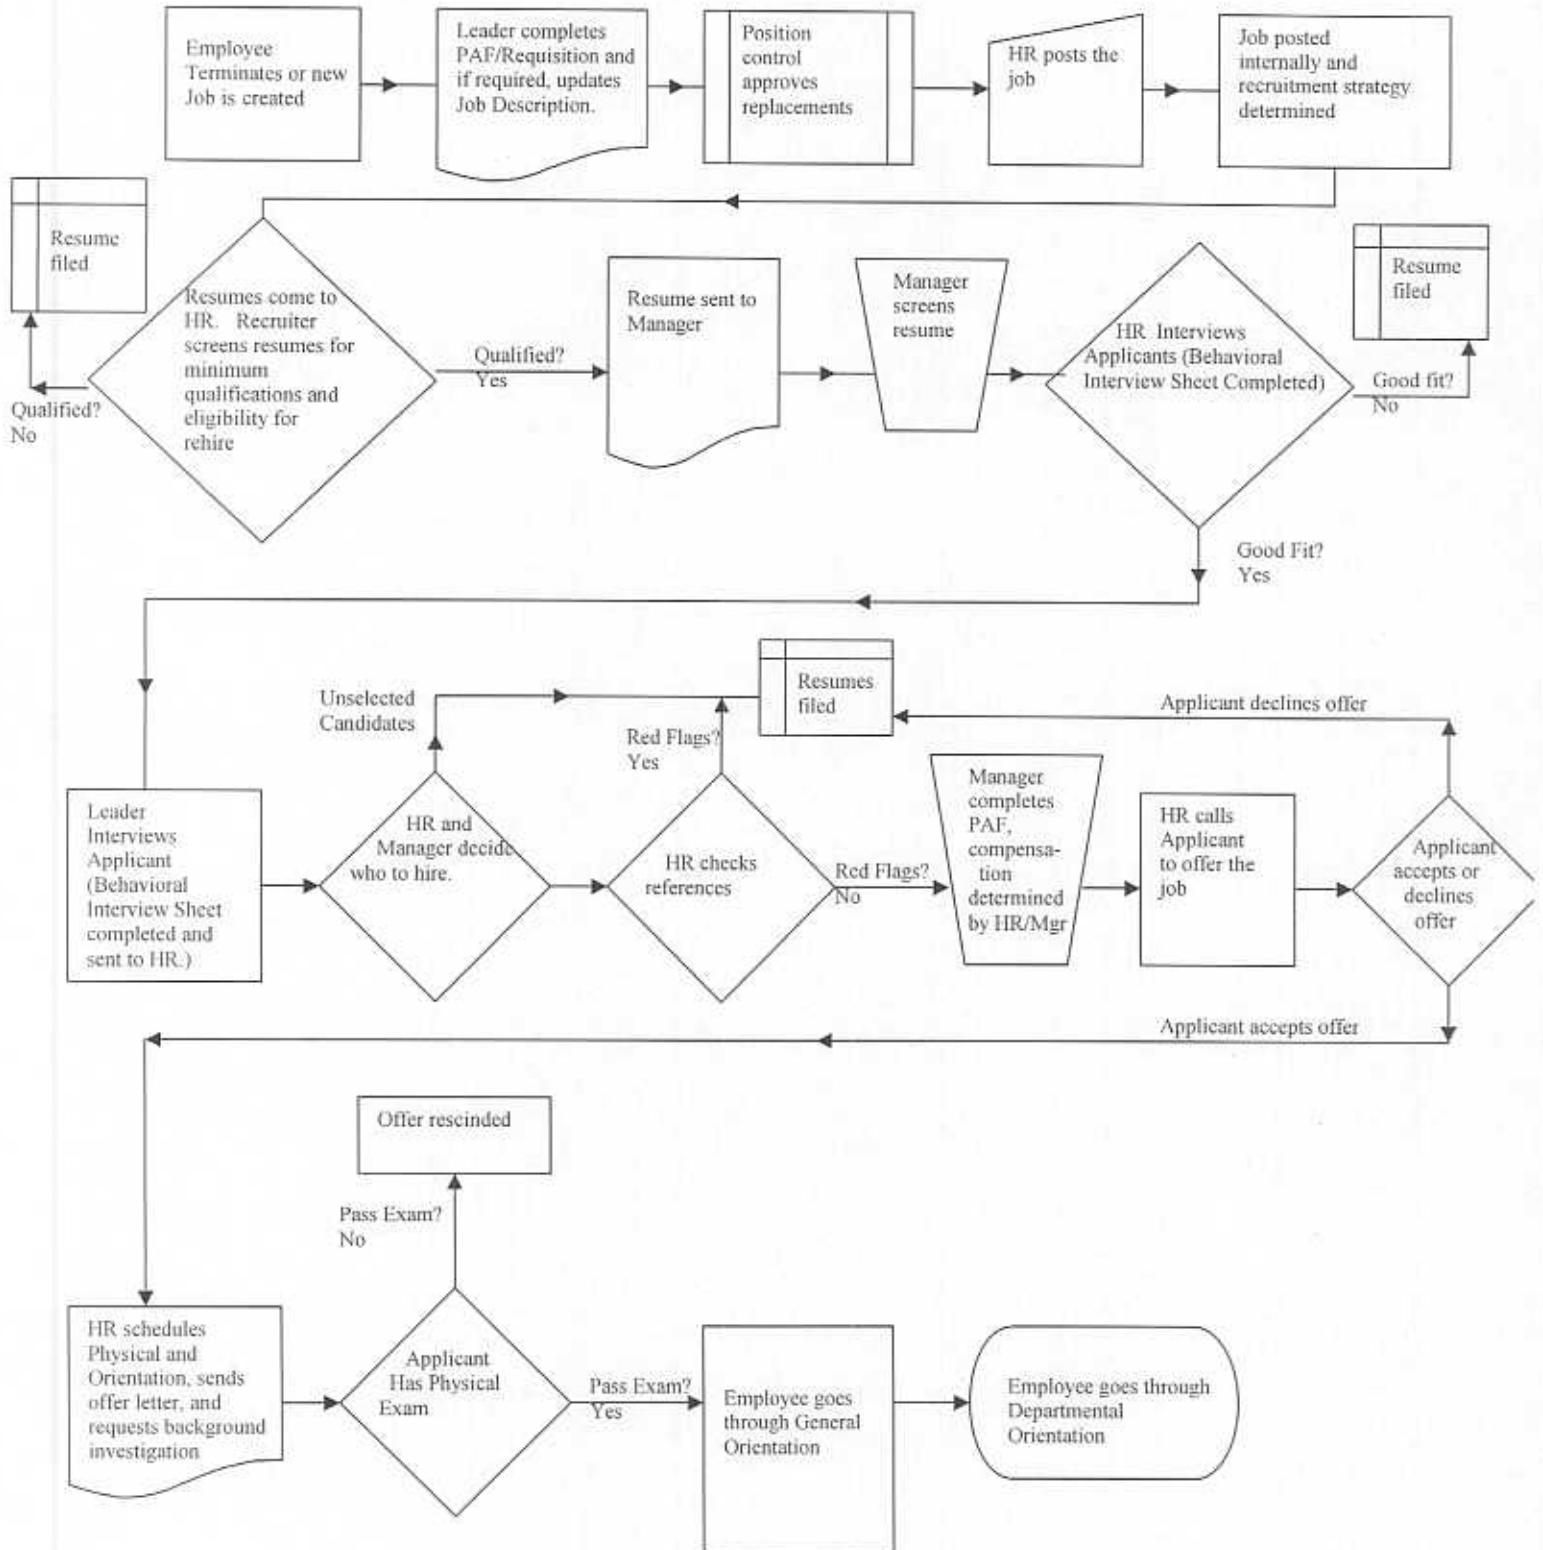 Employee
Terminates or new
Job is created
Leader completes
PAF/Requisition and
if required, updates
Job Description.
Position
control
approves
replacements
HR posts the
job
Job posted
internally and
recruitment strategy
determined
Resume
filed
Resumes come to
HR. Recruiter
screens resumes for
minimum
qualifications and
eligibility for
rehire
Qualified?
No
Qualified?
Yes
Resume sent to
Manager
Manager
screens
resume
HR Interviews
Applicants (Behavioral
Interview Sheet Completed)
Resume
filed
Good fit?
No
Good Fit?
Yes
Leader
Interviews
Applicant
(Behavioral
Interview Sheet
completed and
sent to HR.)
Unselected
Candidates
HR and
Manager decide
who to hire.
Red Flags?
Yes
Resumes
filed
HR checks
references
Red Flags?
No
Manager
completes
PAF,
compensa-
tion
determined
by HR/Mgr
HR calls
Applicant
to offer the
job
Applicant declines offer
Applicant
accepts or
declines
offer
Applicant accepts offer
Offer rescinded
Pass Exam?
No
HR schedules
Physical and
Orientation, sends
offer letter, and
requests background
investigation
Applicant
Has Physical
Exam
Pass Exam?
Yes
Employee goes
through General
Orientation
Employee goes through
Departmental
Orientation